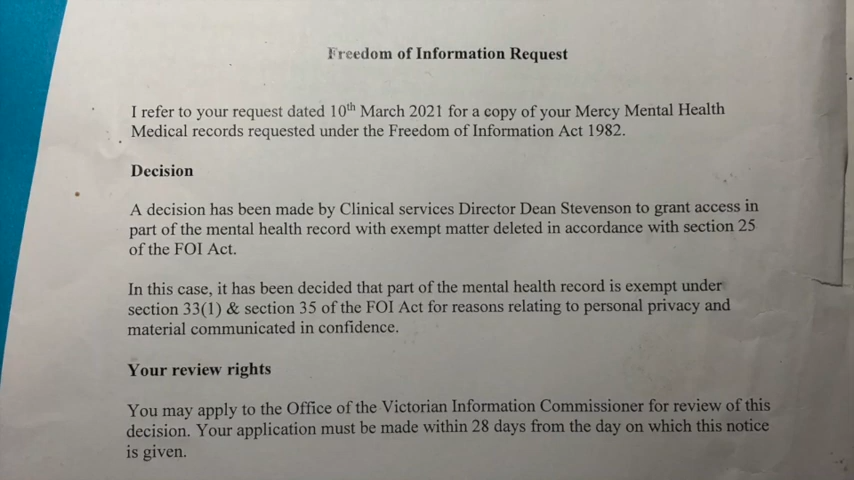 Freedom of Information Request
I refer to your request dated 10th March 2021 for a copy of your Mercy Mental Health
Medical records requested under the Freedom of Information Act 1982.
Decision
A decision has been made by Clinical services Director Dean Stevenson to grant access in
part of the mental health record with exempt matter deleted in accordance with section 25
of the FOI Act.
In this case, it has been decided that part of the mental health record is exempt under
section 33(1) & section 35 of the FOI Act for reasons relating to personal privacy and
material communicated in confidence.
Your review rights
You may apply to the Office of the Victorian Information Commissioner for review of this
decision. Your application must be made within 28 days from the day on which this notice
is given.